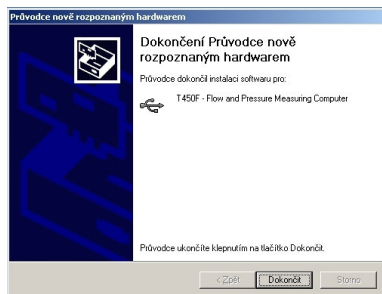 Průvodce nově rozpoznaným hardwarem
Dokončení Průvodce nově
rozpoznaným hardwarem
Průvodce dokončil instalaci softwaru pro:
T450F - Flow and Pressure Measuring Computer
Průvodce ukončíte klepnutím na tlačítko Dokončit.
< Zpět
Dokončit
Storno